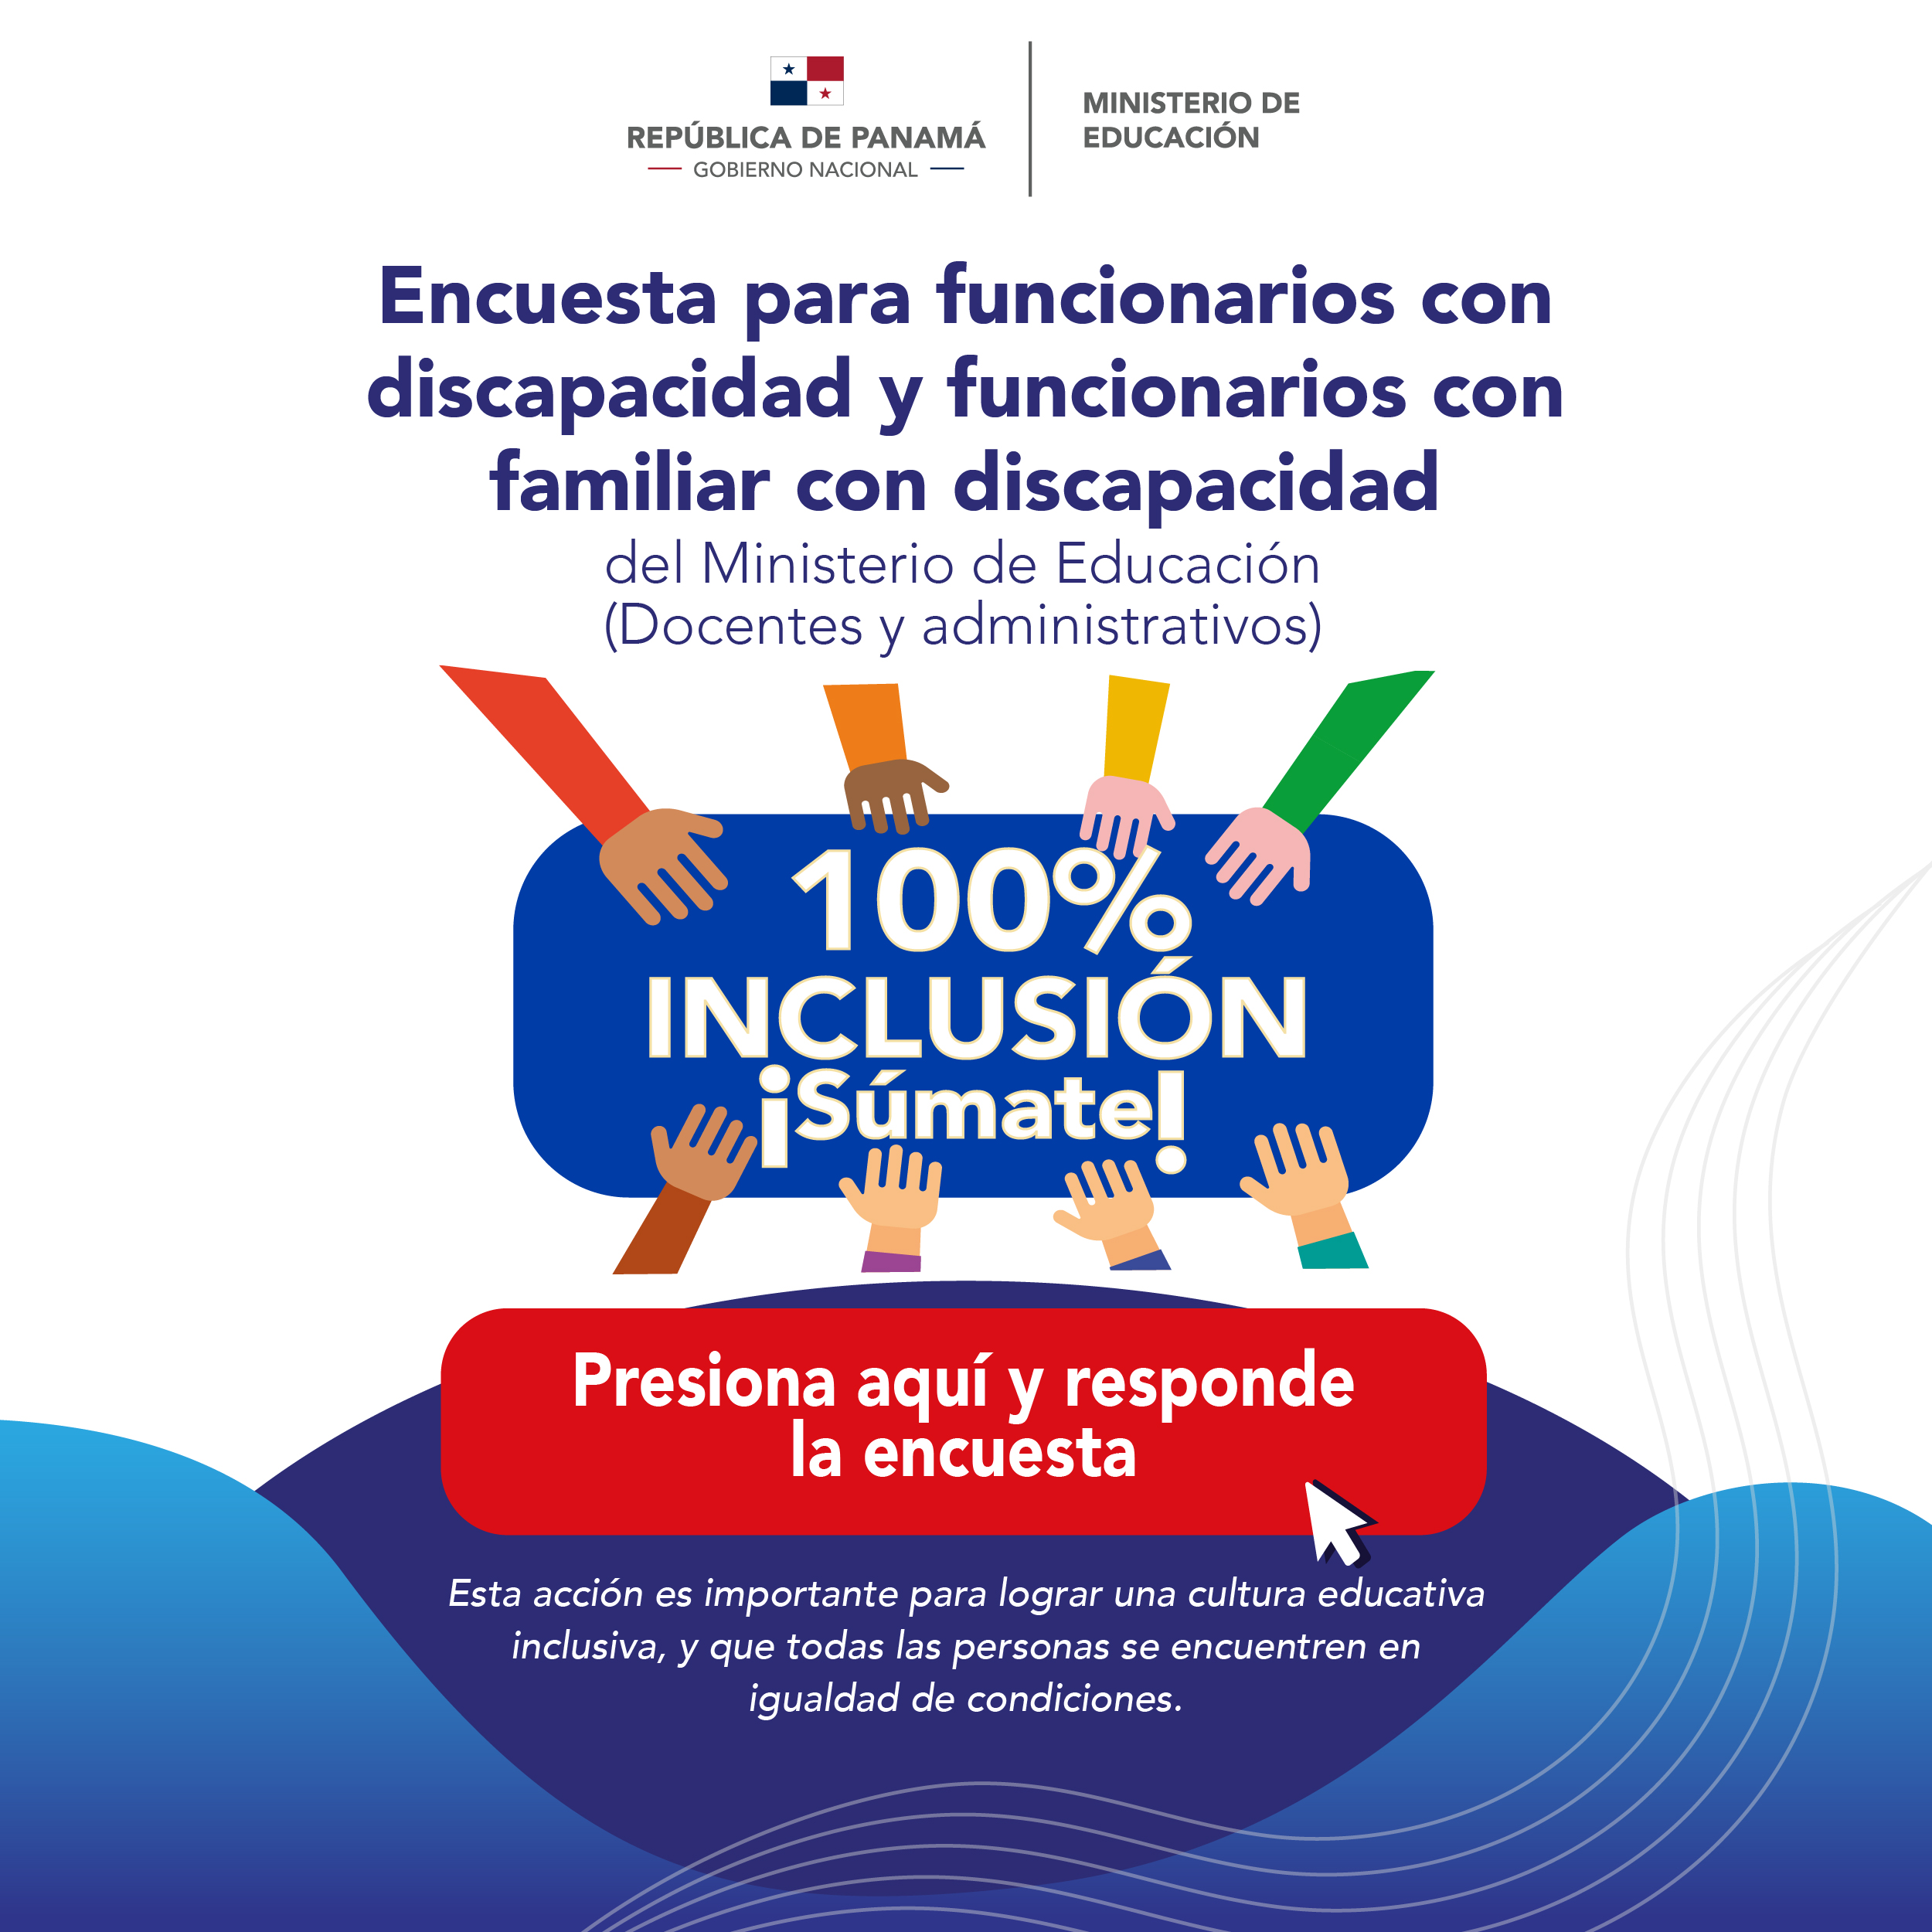 REPÚBLICA DE PANAMÁ
GOBIERNO NACIONAL
MINISTERIO DE
EDUCACIÓN
Encuesta para funcionarios con
discapacidad y funcionarios con
familiar con discapacidad
del Ministerio de Educación
(Docentes y administrativos)
100%
INCLUSIÓN
¡Súmate!
Presiona aquí y responde
la encuesta
Esta acción es importante para lograr una cultura educativa
inclusiva, y que todas las personas se encuentren en
igualdad de condiciones.